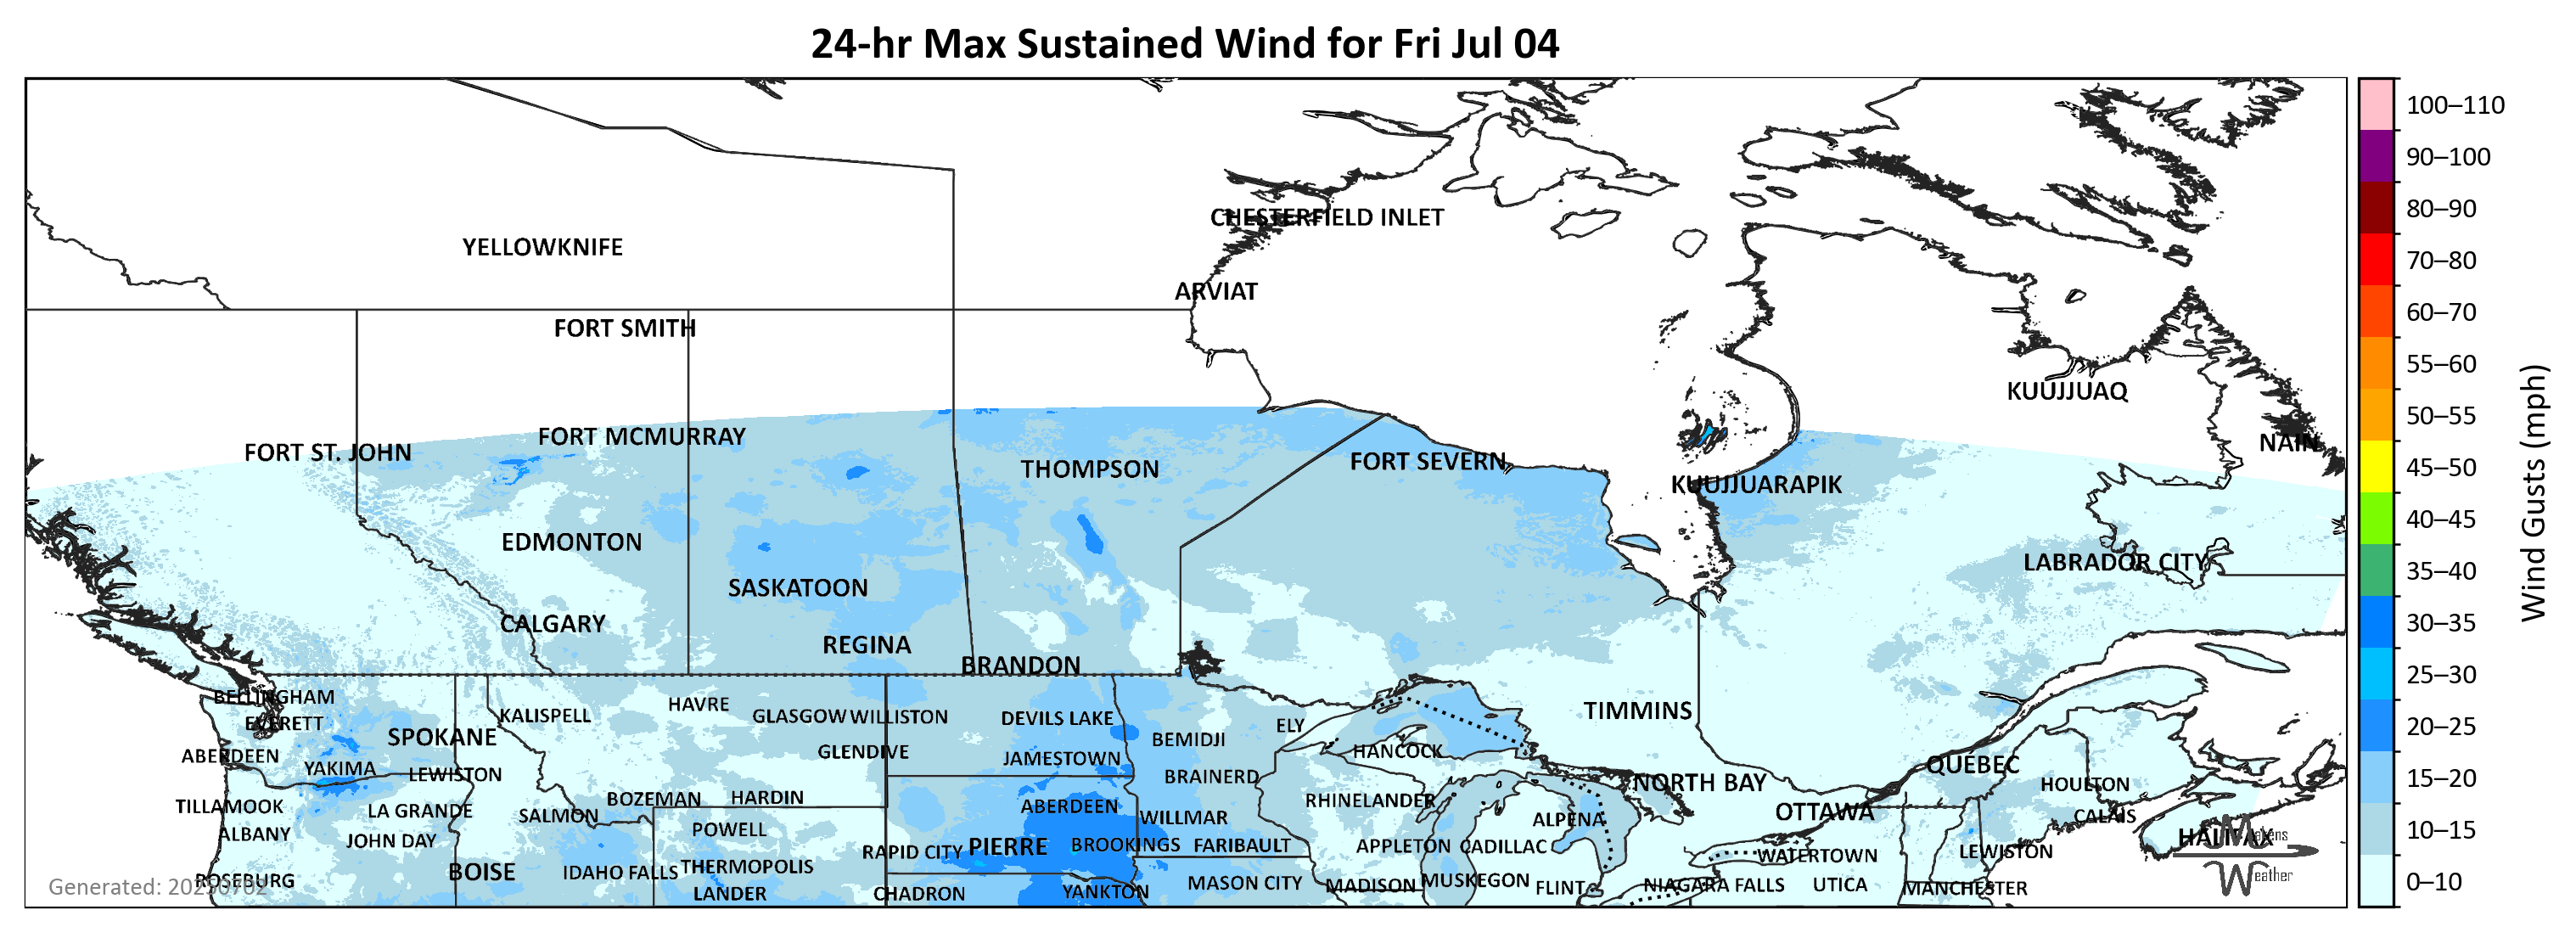 24-hr Max Sustained Wind for Fri Jul 04
100–110
90–100
CHESTERFIELD INLET
80–90
YELLOWKNIFE
70–80
ARVIAT
60–70
FORT SMITH
55–60
KUUJJUAQ
50–55
FORT MCMURRAY
FORT ST. JOHN
NAIN
THOMPSON
FORT SEVERN
45–50
KUUJJUARAPIK
40–45
EDMONTON
LABRADOR CITY
35–40
SASKATOON
CALGARY
30–35
REGINA
BRANDON
25–30
Wind Gusts (mph)
BELLINGHAM
HAVRE
KALISPELL
GLASGOW
WILLISTON
DEVILS LAKE
TIMMINS
EVERETT
ELY
20–25
SPOKANE
BEMIDJI
HANCOCK
ABERDEEN
GLENDIVE
JAMESTOWN
QUÉBEC
YAKIMA
LEWISTON
BRAINERD
15–20
NORTH BAY
HOULTON
BOZEMAN
HARDIN
RHINELANDER
TILLAMOOK
LA GRANDE
SALMON
ABERDEEN
WILLMAR
ALPENA
OTTAWA
CALAIS
10–15
ALBANY
POWELL
HALIFAX
Makens
JOHN DAY
PIERRE
BROOKINGS
FARIBAULT
APPLETON
CADILLAC
RAPID CITY
WATERTOWN
LEWISTON
BOISE
IDAHO FALLS
THERMOPOLIS
Weather
ROSEBURG
MASON CITY
MADISON
MUSKEGON
0–10
Generated: 20250702
LANDER
CHADRON
YANKTON
FLINT
NIAGARA FALLS
UTICA
MANCHESTER